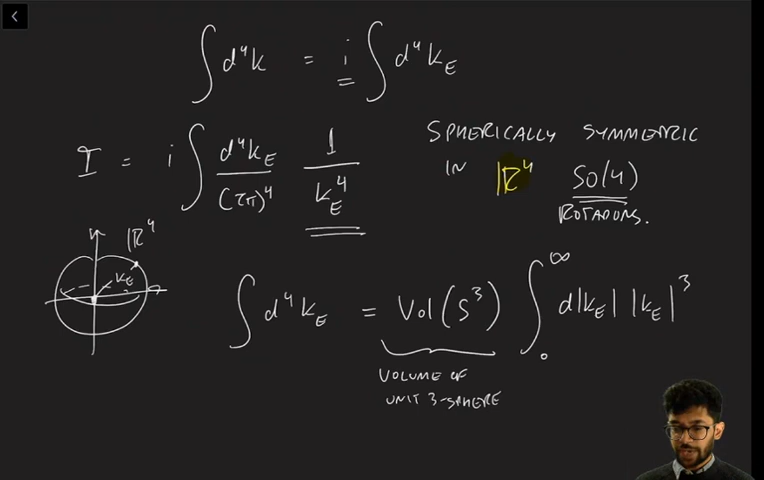 ∫ d⁴k = i ∫ d⁴k_E
I = i ∫ d⁴k_E/(2π)⁴ 1/k_E⁴
SPHERICALLY SYMMETRIC
IN ℝ⁴ SO(4)
ROTATIONS.
ℝ⁴
k_E
∫ d⁴k_E = Vol(S³) ∫₀^∞ d|k_E| |k_E|³
VOLUME OF
UNIT 3-SPHERE